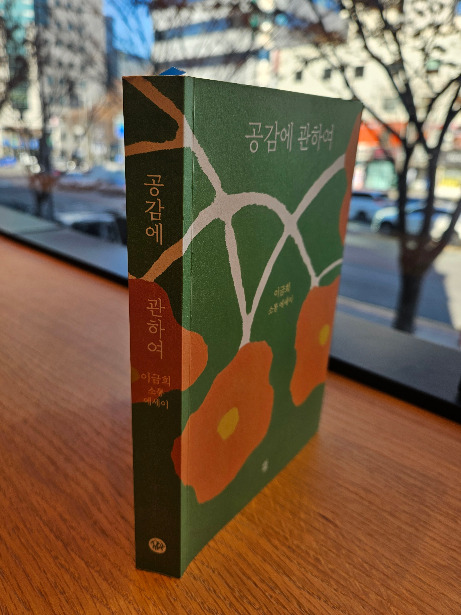 공감에 관하여
이금희
소통 에세이
공감에
관하여
이금희
소통
에세이